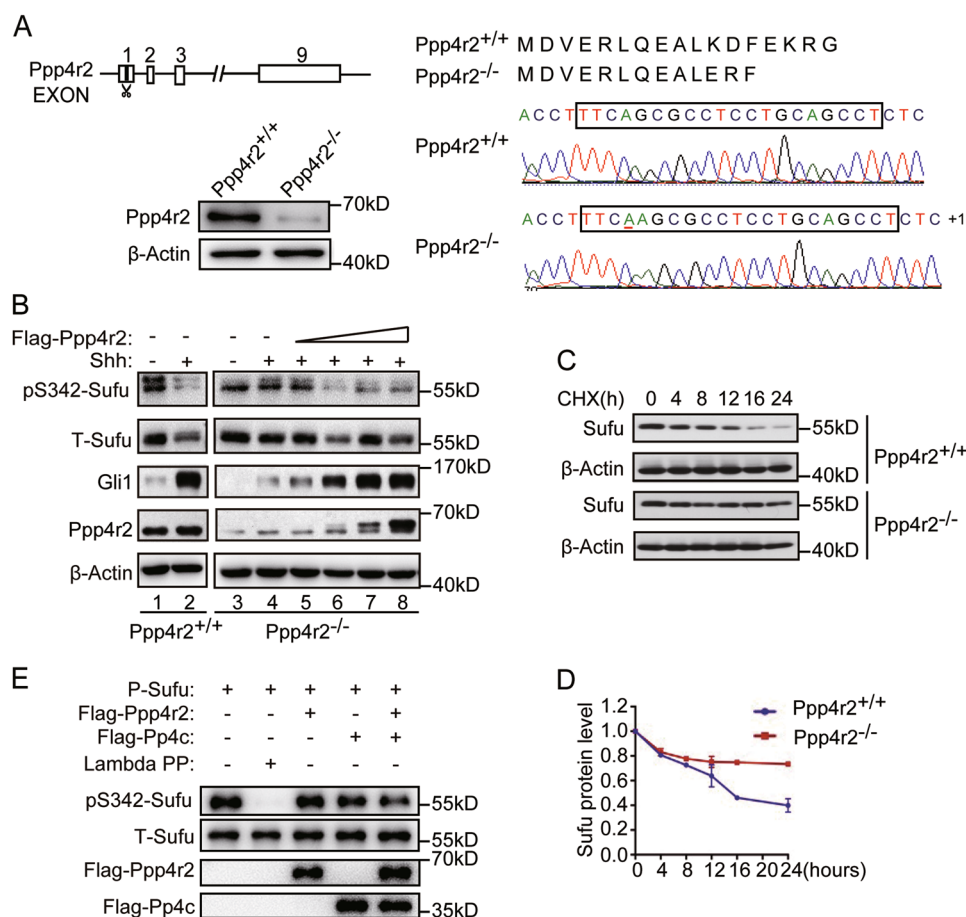 A
1 2 3 9
Ppp4r2
EXON
Ppp4r2+/+ M D V E R L Q E A L K D F E K R G
Ppp4r2-/- M D V E R L Q E A L E R F
A C C T T T C A G C G C C T C C T G C A G C C T C T C
Ppp4r2+/+
A C C T T T C A A G C G C C T C C T G C A G C C T C T C +1
Ppp4r2-/-
Ppp4r2+/+ Ppp4r2-/-
Ppp4r2 70kD
β-Actin 40kD
B
Flag-Ppp4r2: - - - -
Shh: - + - + + + + +
pS342-Sufu 55kD
T-Sufu 55kD
Gli1 170kD
Ppp4r2 70kD
β-Actin 40kD
1 2 3 4 5 6 7 8
Ppp4r2+/+ Ppp4r2-/-
C
CHX(h) 0 4 8 12 16 24
Sufu 55kD
β-Actin 40kD
Ppp4r2+/+
Sufu 55kD
β-Actin 40kD
Ppp4r2-/-
E
P-Sufu: + + + + +
Flag-Ppp4r2: - - + - +
Flag-Pp4c: - - - + +
Lambda PP: - + - - -
pS342-Sufu 55kD
T-Sufu 55kD
Flag-Ppp4r2 70kD
Flag-Pp4c 35kD
D
Sufu protein level
1.2
1.0
0.8
0.6
0.4
0.2
0.0
0 4 8 12 16 20 24(hours)
Ppp4r2+/+
Ppp4r2-/-